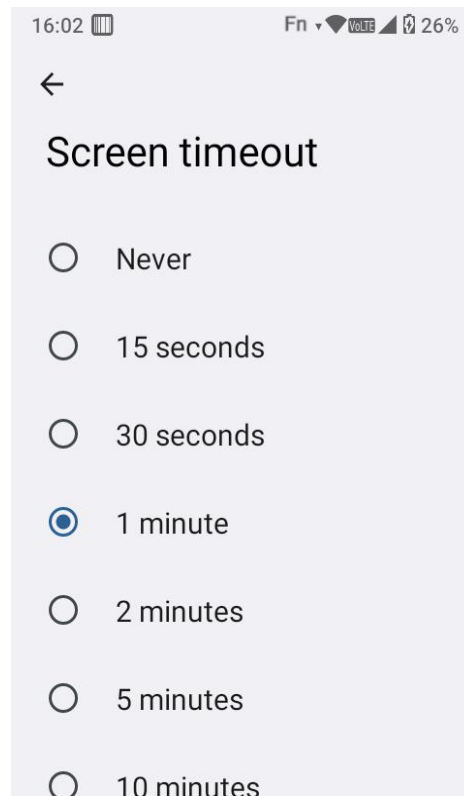 16:02 Fn VoLTE 26%
Screen timeout
Never
15 seconds
30 seconds
1 minute
2 minutes
5 minutes
10 minutes